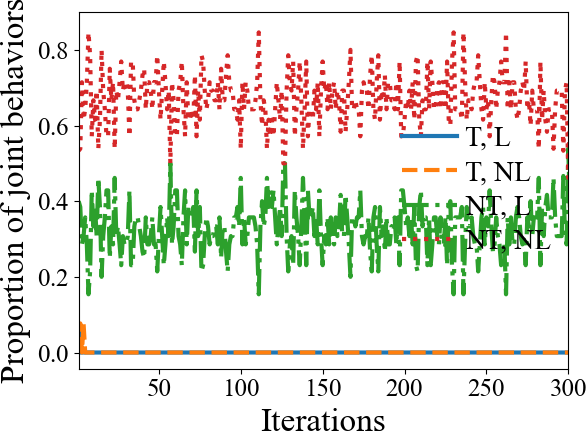 Proportion of joint behaviors
0.8
0.6
0.4
0.2
0.0
T, L
T, NL
NT, L
NT, NL
50
100
150
200
250
300
Iterations